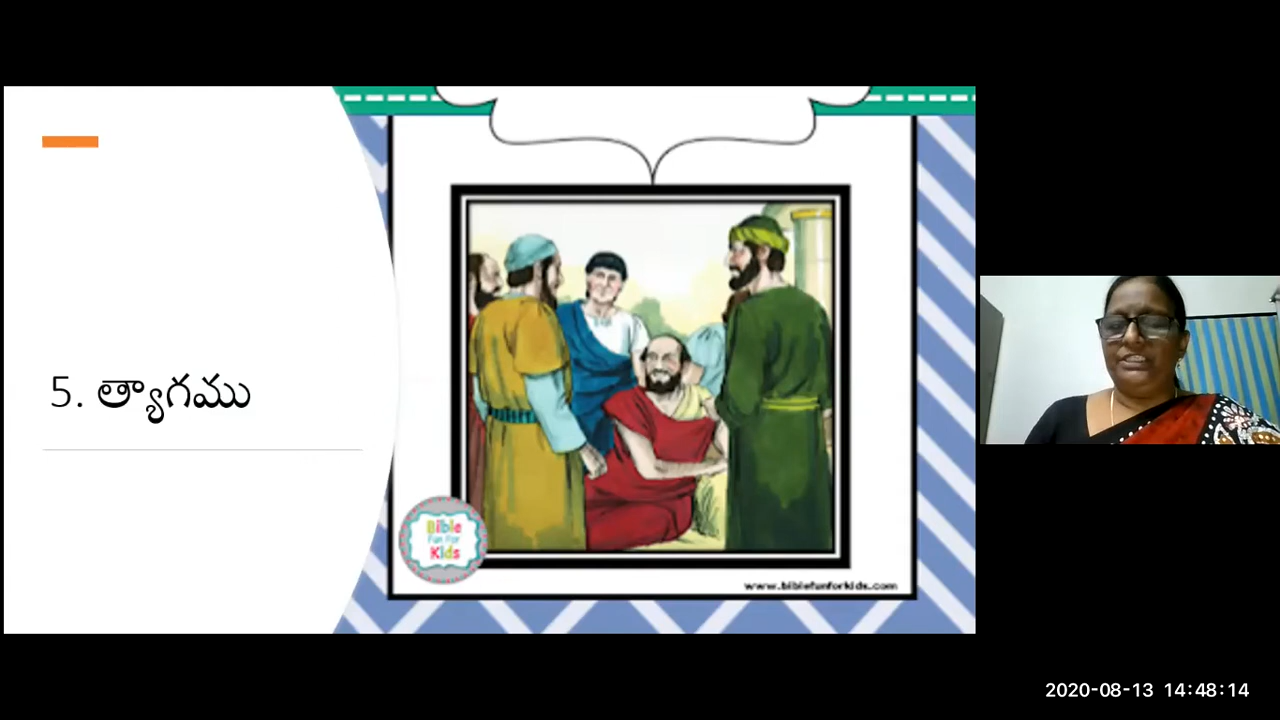 5. త్యాగము
Bible
Fun For
Kids
www.biblefunforkids.com
2020-08-13 14:48:14